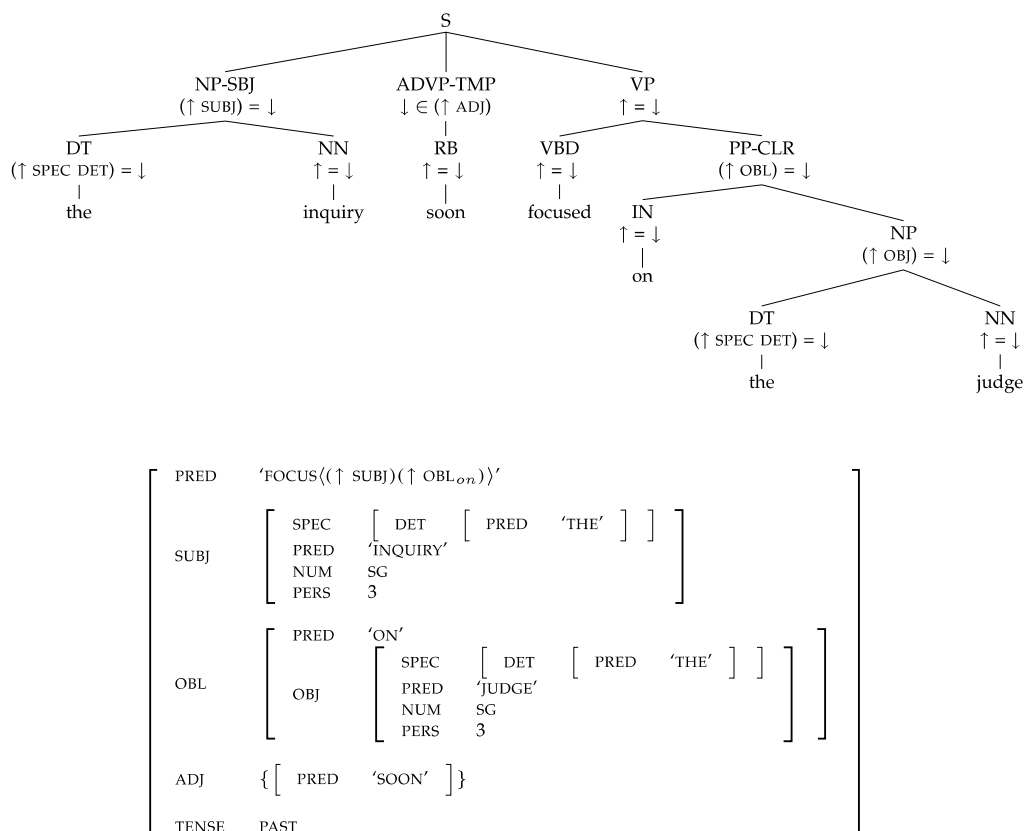 S
NP-SBJ ADVP-TMP VP
(↑ SUBJ) = ↓ ↓ ∈ (↑ ADJ) ↑ = ↓
DT NN RB VBD PP-CLR
(↑ SPEC DET) = ↓ ↑ = ↓ ↑ = ↓ ↑ = ↓ (↑ OBL) = ↓
the inquiry soon focused IN
↑ = ↓ NP
(↑ OBJ) = ↓
on
DT NN
(↑ SPEC DET) = ↓ ↑ = ↓
the judge
PRED ‘FOCUS⟨(↑ SUBJ)(↑ OBL_on)⟩’
SPEC [ DET [ PRED ‘THE’ ] ]
PRED ‘INQUIRY’
SUBJ
NUM SG
PERS 3
PRED ‘ON’
SPEC [ DET [ PRED ‘THE’ ] ]
OBL OBJ PRED ‘JUDGE’
NUM SG
PERS 3
ADJ { [ PRED ‘SOON’ ] }
TENSE PAST